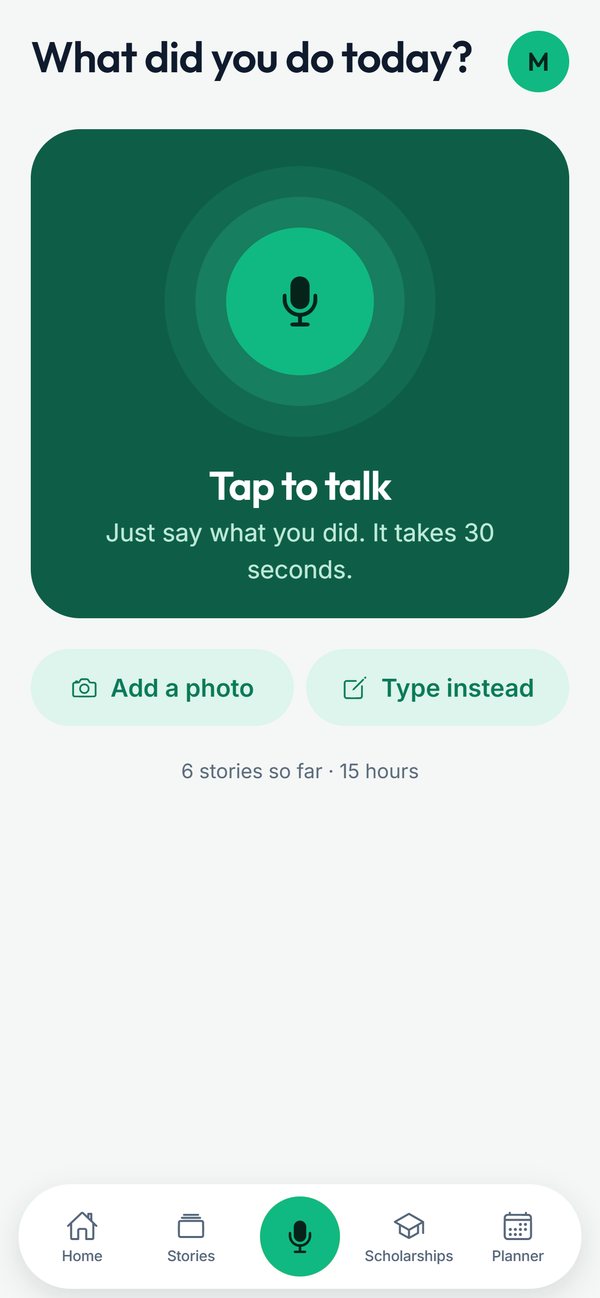 What did you do today?
M
Tap to talk
Just say what you did. It takes 30
seconds.
Add a photo
Type instead
6 stories so far · 15 hours
Home
Stories
Scholarships
Planner